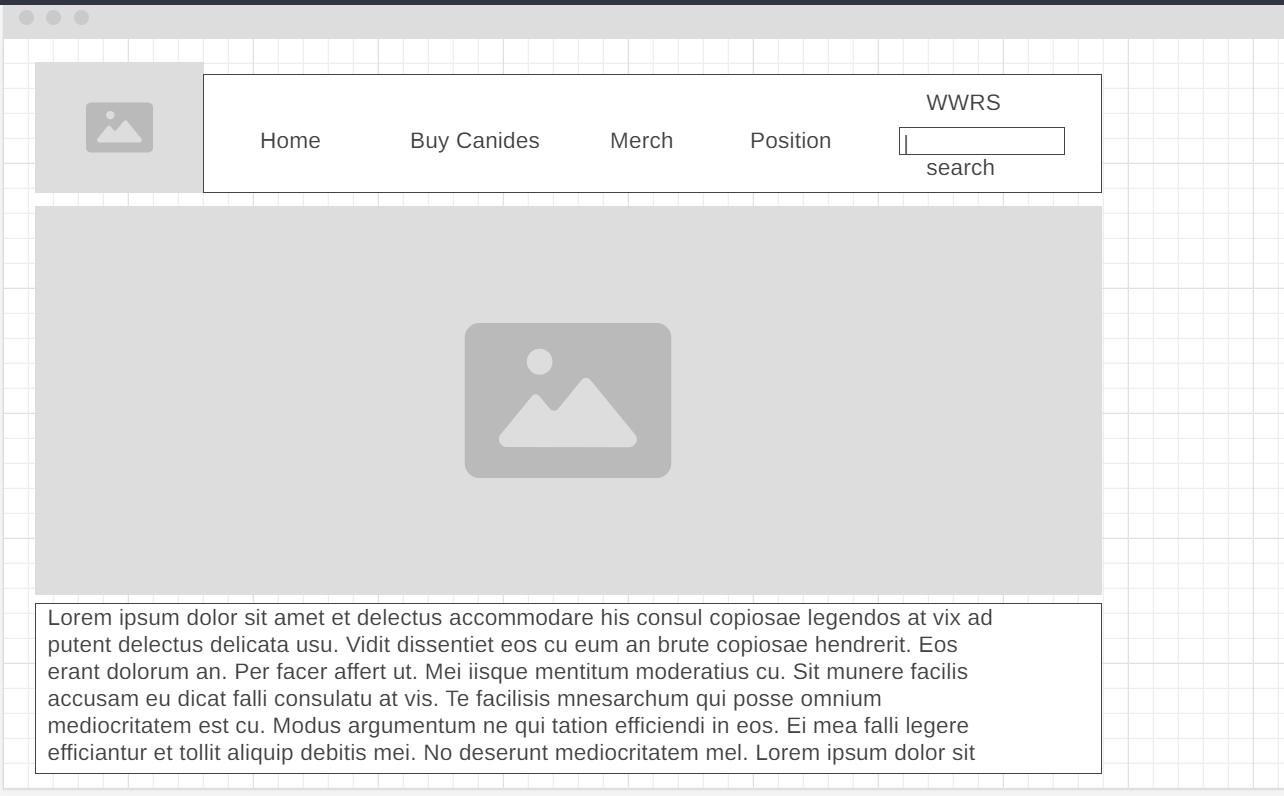 WWRS
Home Buy Canides Merch Position
search
Lorem ipsum dolor sit amet et delectus accommodare his consul copiosae legendos at vix ad
putent delectus delicata usu. Vidit dissentiet eos cu eum an brute copiosae hendrerit. Eos
erant dolorum an. Per facer affert ut. Mei iisque mentitum moderatius cu. Sit munere facilis
accusam eu dicat falli consulatu at vis. Te facilisis mnesarchum qui posse omnium
mediocritatem est cu. Modus argumentum ne qui tation efficiendi in eos. Ei mea falli legere
efficiantur et tollit aliquip debitis mei. No deserunt mediocritatem mel. Lorem ipsum dolor sit